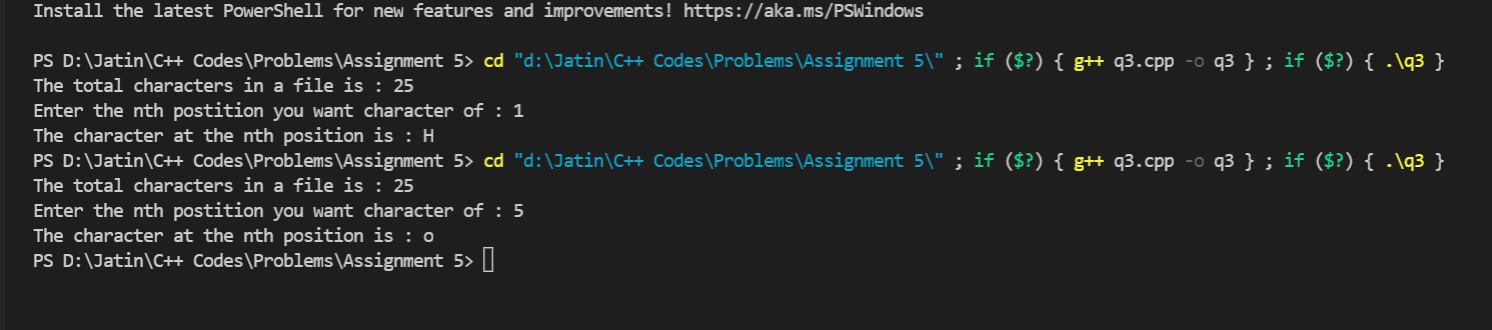 Install the latest PowerShell for new features and improvements! https://aka.ms/PSWindows
PS D:\Jatin\C++ Codes\Problems\Assignment 5> cd "d:\Jatin\C++ Codes\Problems\Assignment 5\" ; if ($?) { g++ q3.cpp -o q3 } ; if ($?) { .\q3 }
The total characters in a file is : 25
Enter the nth postition you want character of : 1
The character at the nth position is : H
PS D:\Jatin\C++ Codes\Problems\Assignment 5> cd "d:\Jatin\C++ Codes\Problems\Assignment 5\" ; if ($?) { g++ q3.cpp -o q3 } ; if ($?) { .\q3 }
The total characters in a file is : 25
Enter the nth postition you want character of : 5
The character at the nth position is : o
PS D:\Jatin\C++ Codes\Problems\Assignment 5>